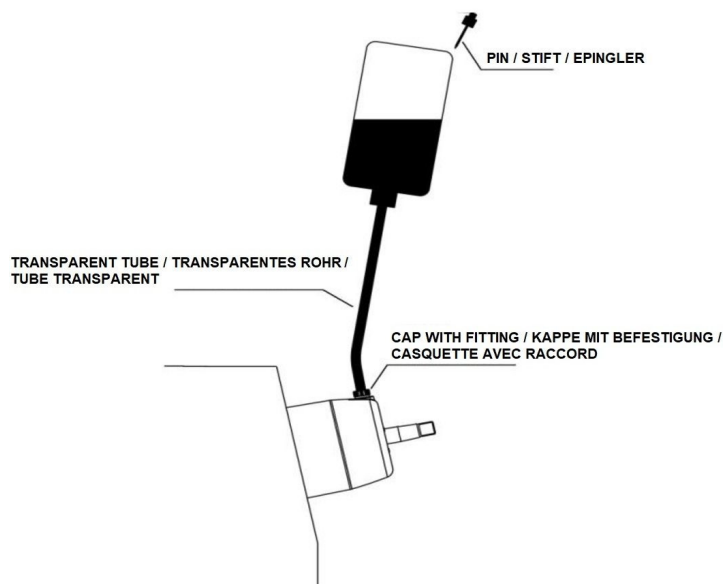 PIN / STIFT / EPINGLER
TRANSPARENT TUBE / TRANSPARENTES ROHR /
TUBE TRANSPARENT
CAP WITH FITTING / KAPPE MIT BEFESTIGUNG /
CASQUETTE AVEC RACCORD